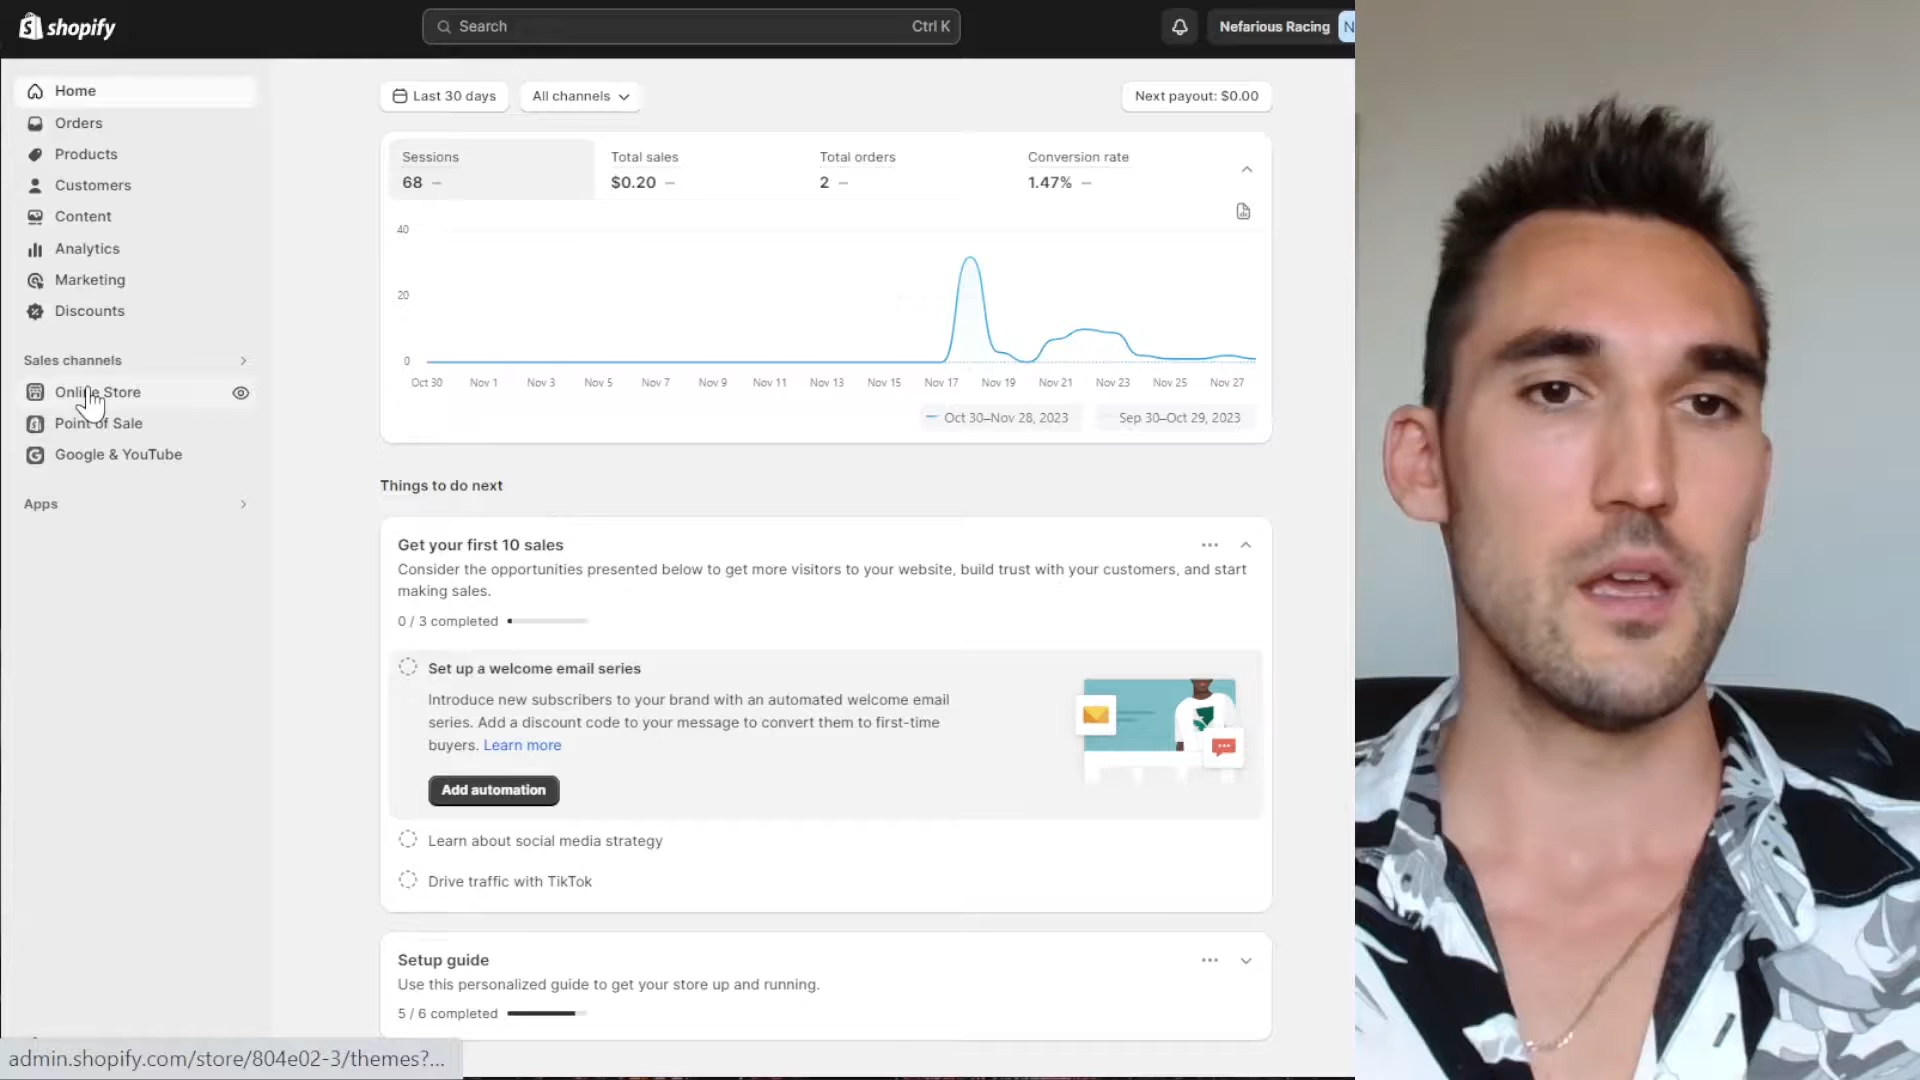 shopify
Search
Ctrl K
Nefarious Racing
N
Home
Orders
Products
Customers
Content
Analytics
Marketing
Discounts
Sales channels
Online Store
Point of Sale
Google & YouTube
Apps
Last 30 days
All channels
Next payout: $0.00
Sessions
68 –
Total sales
$0.20 –
Total orders
2 –
Conversion rate
1.47% –
40
20
0
Oct 30
Nov 1
Nov 3
Nov 5
Nov 7
Nov 9
Nov 11
Nov 13
Nov 15
Nov 17
Nov 19
Nov 21
Nov 23
Nov 25
Nov 27
Oct 30–Nov 28, 2023
Sep 30–Oct 29, 2023
Things to do next
Get your first 10 sales
Consider the opportunities presented below to get more visitors to your website, build trust with your customers, and start
making sales.
0 / 3 completed
Set up a welcome email series
Introduce new subscribers to your brand with an automated welcome email
series. Add a discount code to your message to convert them to first-time
buyers. Learn more
Add automation
Learn about social media strategy
Drive traffic with TikTok
Setup guide
Use this personalized guide to get your store up and running.
5 / 6 completed
admin.shopify.com/store/804e02-3/themes?...